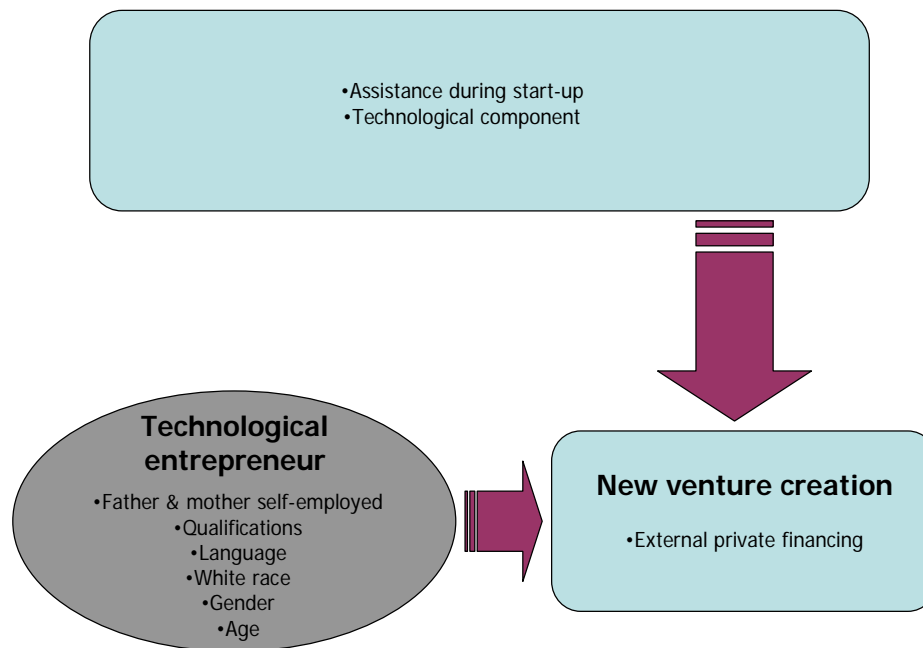 •Assistance during start-up
•Technological component
Technological
entrepreneur
•Father & mother self-employed
•Qualifications
•Language
•White race
•Gender
•Age
New venture creation
•External private financing